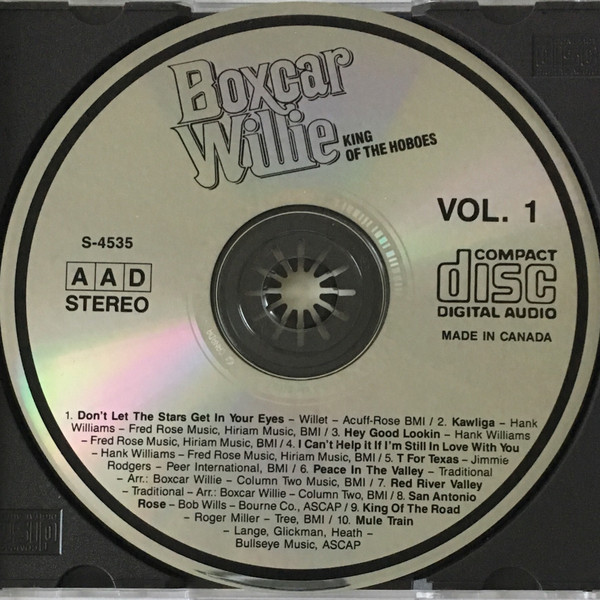 Boxcar
Willie KING
OF THE HOBOES
VOL. 1
S-4535
AAD
STEREO
COMPACT
disc
DIGITAL AUDIO
MADE IN CANADA
1. Don't Let The Stars Get In Your Eyes – Willet – Acuff-Rose BMI / 2. Kawliga – Hank
Williams – Fred Rose Music, Hiriam Music, BMI / 3. Hey Good Lookin – Hank Williams
– Fred Rose Music, Hiriam Music, BMI / 4. I Can't Help It If I'm Still In Love With You
– Hank Williams – Fred Rose Music, Hiriam Music, BMI / 5. T For Texas – Jimmie
Rodgers – Peer International, BMI / 6. Peace In The Valley – Traditional
– Arr.: Boxcar Willie – Column Two Music, BMI / 7. Red River Valley
– Traditional – Arr.: Boxcar Willie – Column Two, BMI / 8. San Antonio
Rose – Bob Wills – Bourne Co., ASCAP / 9. King Of The Road
– Roger Miller – Tree, BMI / 10. Mule Train
– Lange, Glickman, Heath –
Bullseye Music, ASCAP